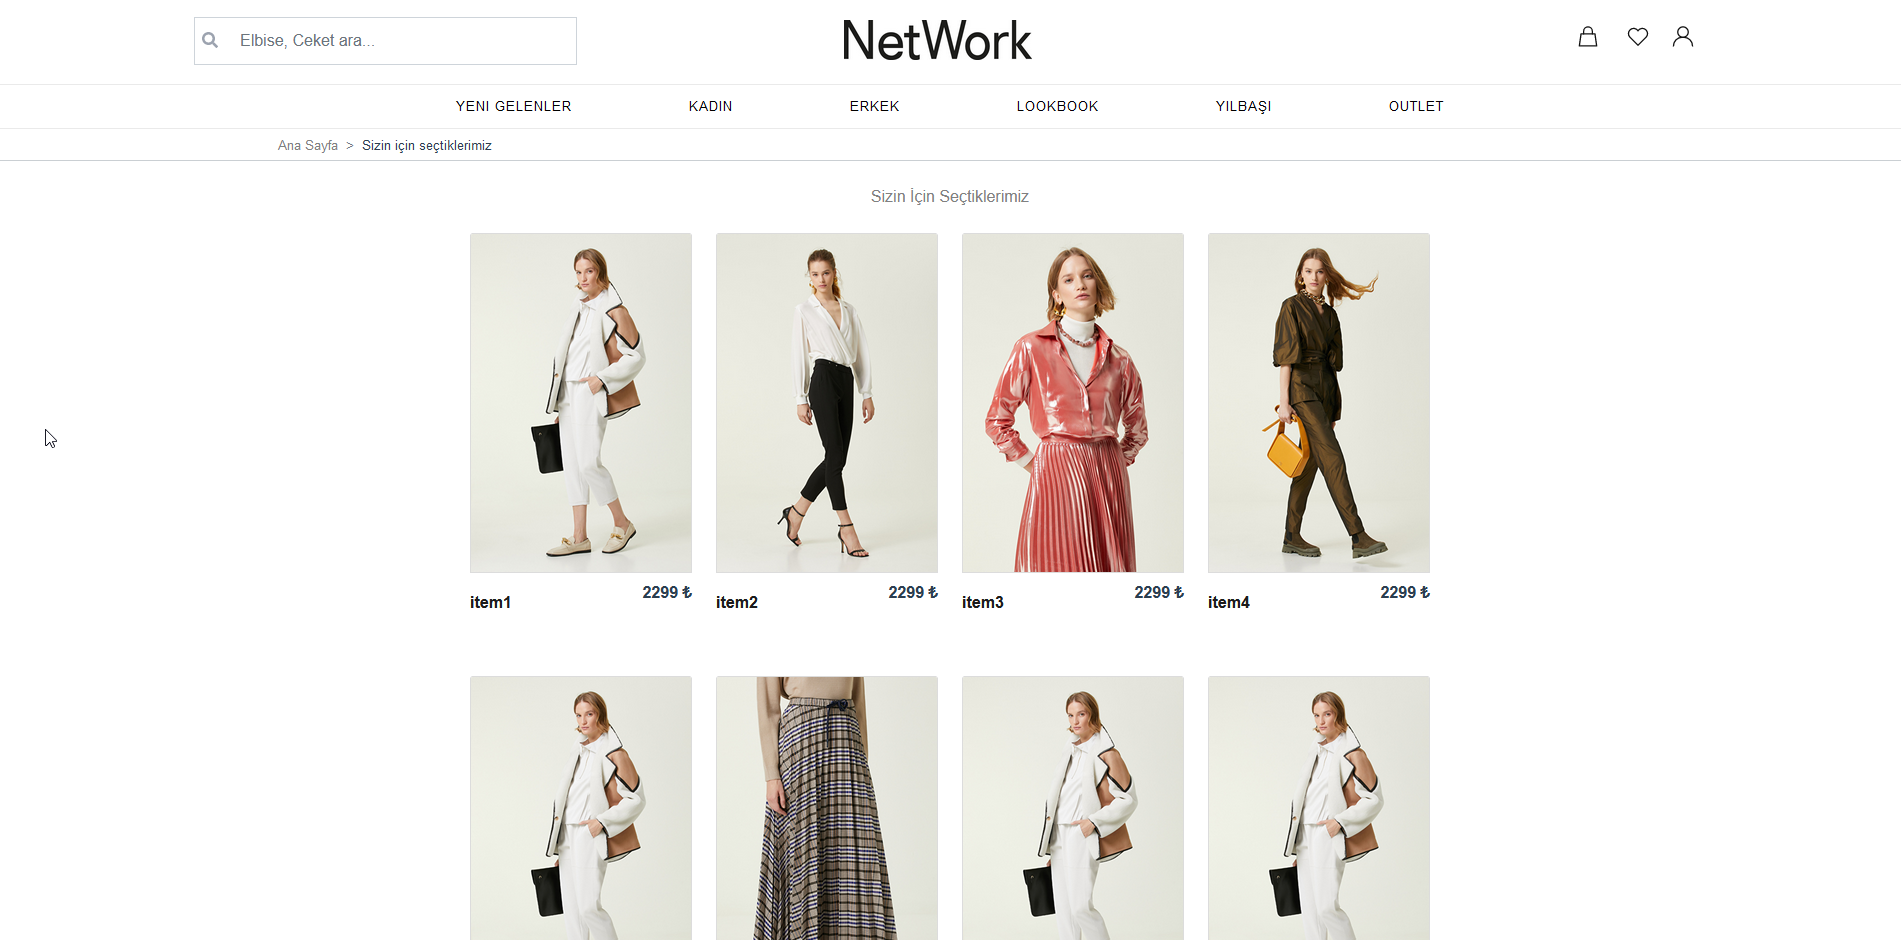 Elbise, Ceket ara...
NetWork
YENI GELENLER KADIN ERKEK LOOKBOOK YILBAŞI OUTLET
Ana Sayfa > Sizin için seçtiklerimiz
Sizin İçin Seçtiklerimiz
item1 2299 ₺ item2 2299 ₺ item3 2299 ₺ item4 2299 ₺